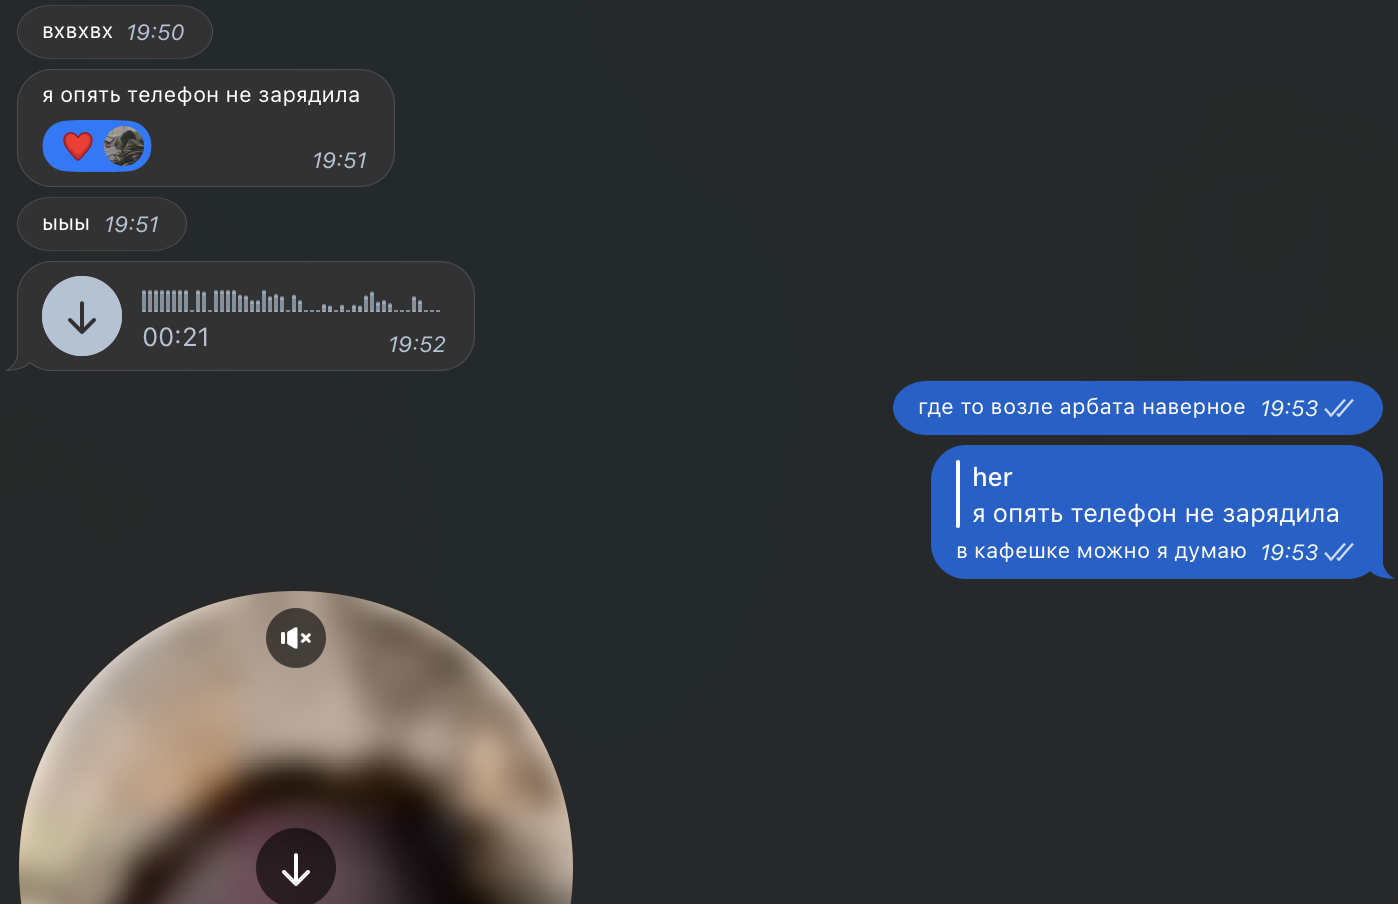 вхвхвх 19:50
я опять телефон не зарядила
19:51
ыыы 19:51
00:21
19:52
где то возле арбата наверное 19:53
her
я опять телефон не зарядила
в кафешке можно я думаю 19:53